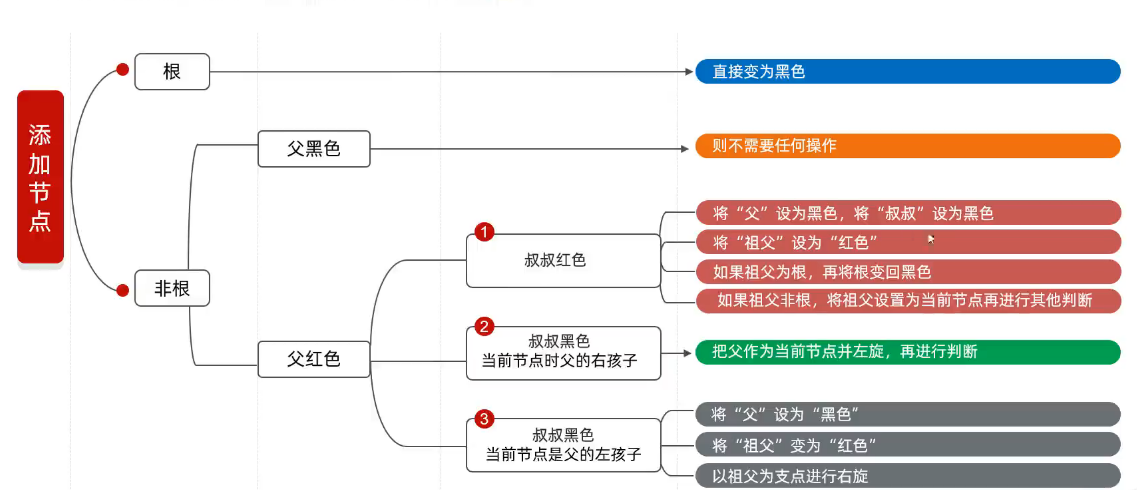 添加节点
根
直接变为黑色
父黑色
则不需要任何操作
非根
父红色
1
叔叔红色
将“父”设为黑色，将“叔叔”设为黑色
将“祖父”设为“红色”
如果祖父为根，再将根变回黑色
如果祖父非根，将祖父设置为当前节点再进行其他判断
2
叔叔黑色
当前节点时父的右孩子
把父作为当前节点并左旋，再进行判断
3
叔叔黑色
当前节点是父的左孩子
将“父”设为“黑色”
将“祖父”变为“红色”
以祖父为支点进行右旋